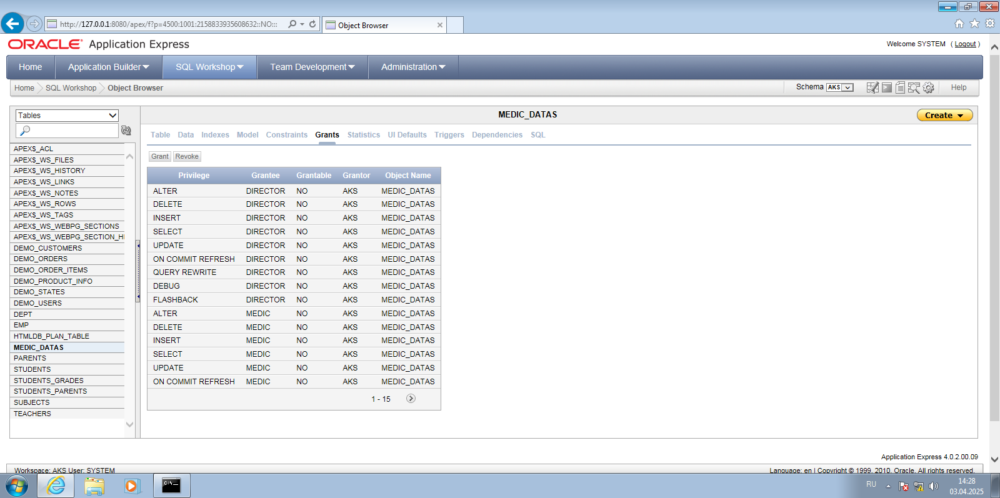 http://127.0.0.1:8080/apex/f?p=4500:1001:2158833935608632::NO:::
Object Browser
ORACLE Application Express
Welcome SYSTEM ( Logout )
Home Application Builder SQL Workshop Team Development Administration
Home SQL Workshop Object Browser
Schema AKS Help
Tables
MEDIC_DATAS
Create
Table Data Indexes Model Constraints Grants Statistics UI Defaults Triggers Dependencies SQL
Grant Revoke
APEX$_ACL
APEX$_WS_FILES
APEX$_WS_HISTORY
APEX$_WS_LINKS
APEX$_WS_NOTES
APEX$_WS_ROWS
APEX$_WS_TAGS
APEX$_WS_WEBPG_SECTIONS
APEX$_WS_WEBPG_SECTION_HI
DEMO_CUSTOMERS
DEMO_ORDERS
DEMO_ORDER_ITEMS
DEMO_PRODUCT_INFO
DEMO_STATES
DEMO_USERS
DEPT
EMP
HTMLDB_PLAN_TABLE
MEDIC_DATAS
PARENTS
STUDENTS
STUDENTS_GRADES
STUDENTS_PARENTS
SUBJECTS
TEACHERS
Privilege Grantee Grantable Grantor Object Name
ALTER DIRECTOR NO AKS MEDIC_DATAS
DELETE DIRECTOR NO AKS MEDIC_DATAS
INSERT DIRECTOR NO AKS MEDIC_DATAS
SELECT DIRECTOR NO AKS MEDIC_DATAS
UPDATE DIRECTOR NO AKS MEDIC_DATAS
ON COMMIT REFRESH DIRECTOR NO AKS MEDIC_DATAS
QUERY REWRITE DIRECTOR NO AKS MEDIC_DATAS
DEBUG DIRECTOR NO AKS MEDIC_DATAS
FLASHBACK DIRECTOR NO AKS MEDIC_DATAS
ALTER MEDIC NO AKS MEDIC_DATAS
DELETE MEDIC NO AKS MEDIC_DATAS
INSERT MEDIC NO AKS MEDIC_DATAS
SELECT MEDIC NO AKS MEDIC_DATAS
UPDATE MEDIC NO AKS MEDIC_DATAS
ON COMMIT REFRESH MEDIC NO AKS MEDIC_DATAS
1 - 15
Application Express 4.0.2.00.09
Workspace: AKS User: SYSTEM
Language: en | Copyright © 1999, 2010, Oracle. All rights reserved.
C:\.
RU
14:28
03.04.2025